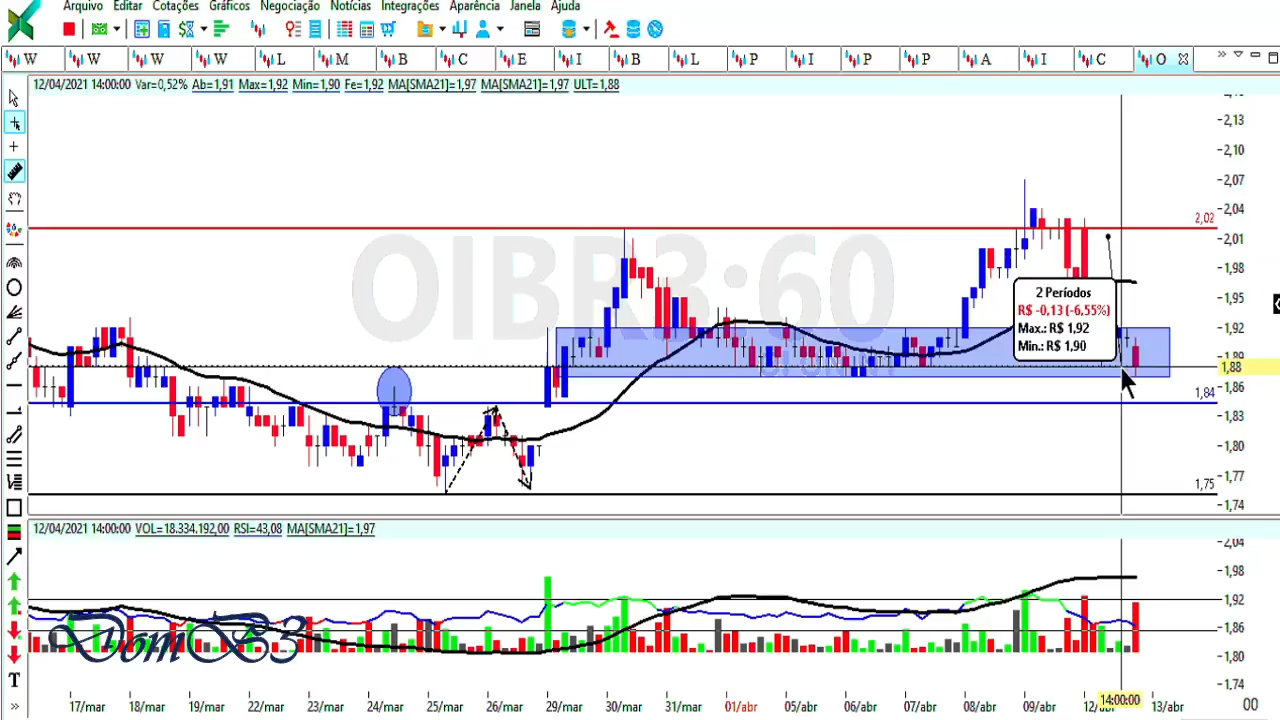 Arquivo Editar Cotações Gráficos Negociação Notícias Integrações Aparência Janela Ajuda
W W W W L M B C E I B L P I P P A I C O
12/04/2021 14:00:00 Var=0,52% Ab=1,91 Max=1,92 Min=1,90 Fe=1,92 MA[SMA21]=1,97 MA[SMA21]=1,97 ULT=1,88
OIBR3:60
2,13
2,10
2,07
2,04
2,02
2,01
1,98
1,95
1,92
1,89
1,88
1,86
1,84
1,83
1,80
1,77
1,75
1,74
2 Períodos
R$ -0,13 (-6,55%)
Max.: R$ 1,92
Min.: R$ 1,90
12/04/2021 14:00:00 VOL=18.334.192,00 RSI=43,08 MA[SMA21]=1,97
2,04
1,98
1,92
1,86
1,80
1,74
DomB3
T
17/mar 18/mar 19/mar 22/mar 23/mar 24/mar 25/mar 26/mar 29/mar 30/mar 31/mar 01/abr 05/abr 06/abr 07/abr 08/abr 09/abr 14:00:00 13/abr 00